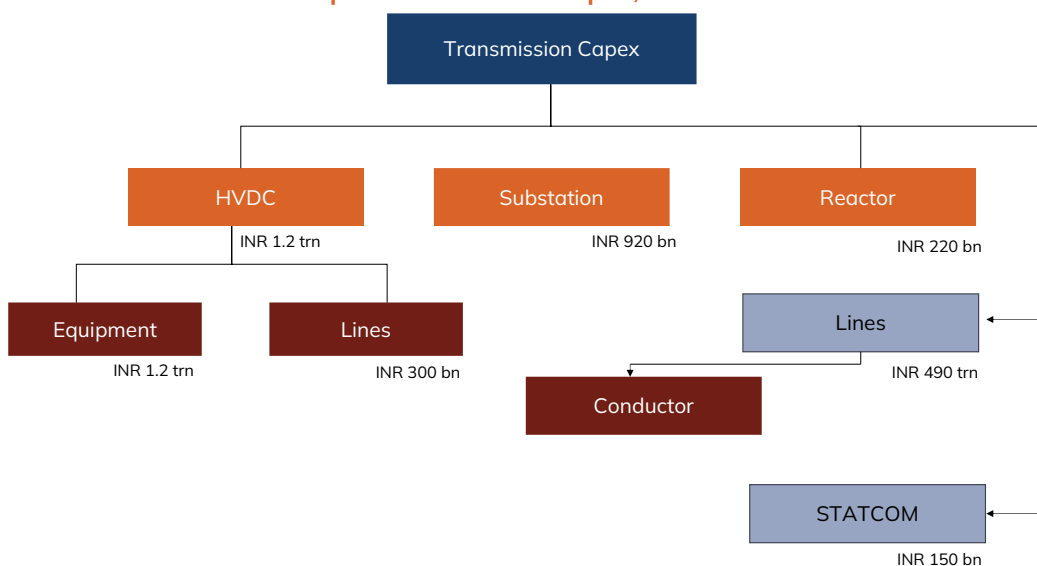 Transmission Capex
HVDC
Substation
Reactor
INR 1.2 trn
INR 920 bn
INR 220 bn
Equipment
Lines
Lines
INR 1.2 trn
INR 300 bn
INR 490 trn
Conductor
STATCOM
INR 150 bn